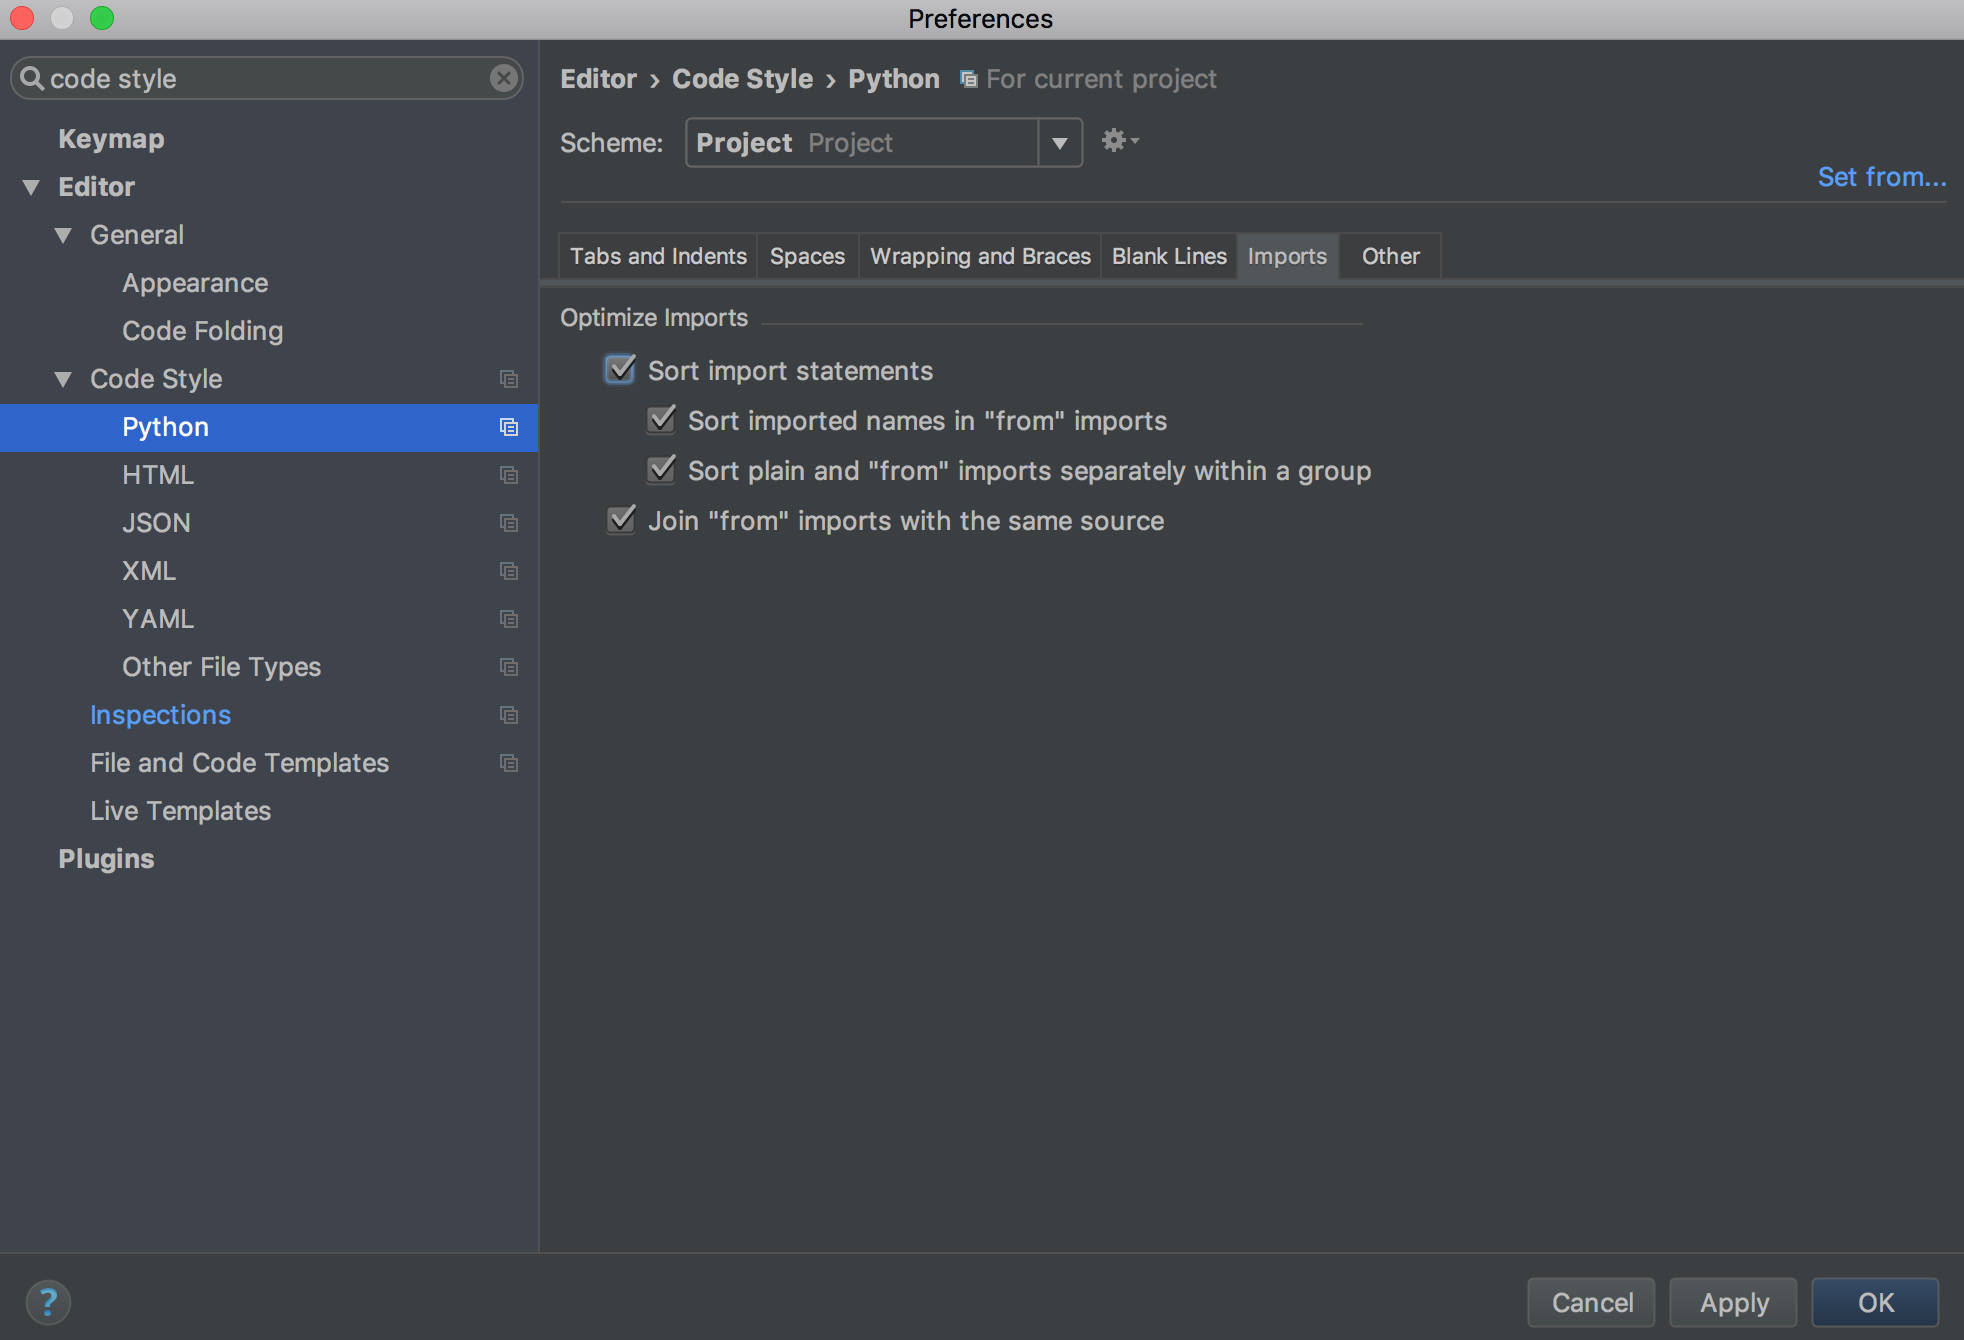 Preferences
code style
Keymap
Editor
General
Appearance
Code Folding
Code Style
Python
HTML
JSON
XML
YAML
Other File Types
Inspections
File and Code Templates
Live Templates
Plugins
Editor › Code Style › Python For current project
Scheme: Project Project
Set from...
Tabs and Indents Spaces Wrapping and Braces Blank Lines Imports Other
Optimize Imports
Sort import statements
Sort imported names in "from" imports
Sort plain and "from" imports separately within a group
Join "from" imports with the same source
? Cancel Apply OK